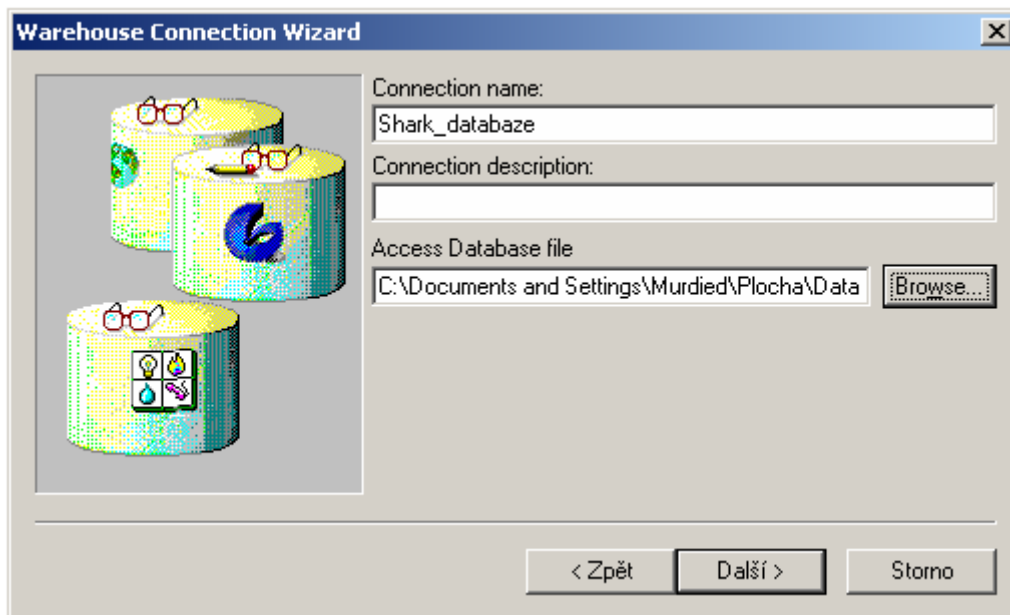 Warehouse Connection Wizard
Connection name:
Shark_databaze
Connection description:
Access Database file
C:\Documents and Settings\Murdied\Plocha\Data
Browse...
< Zpět
Další >
Storno